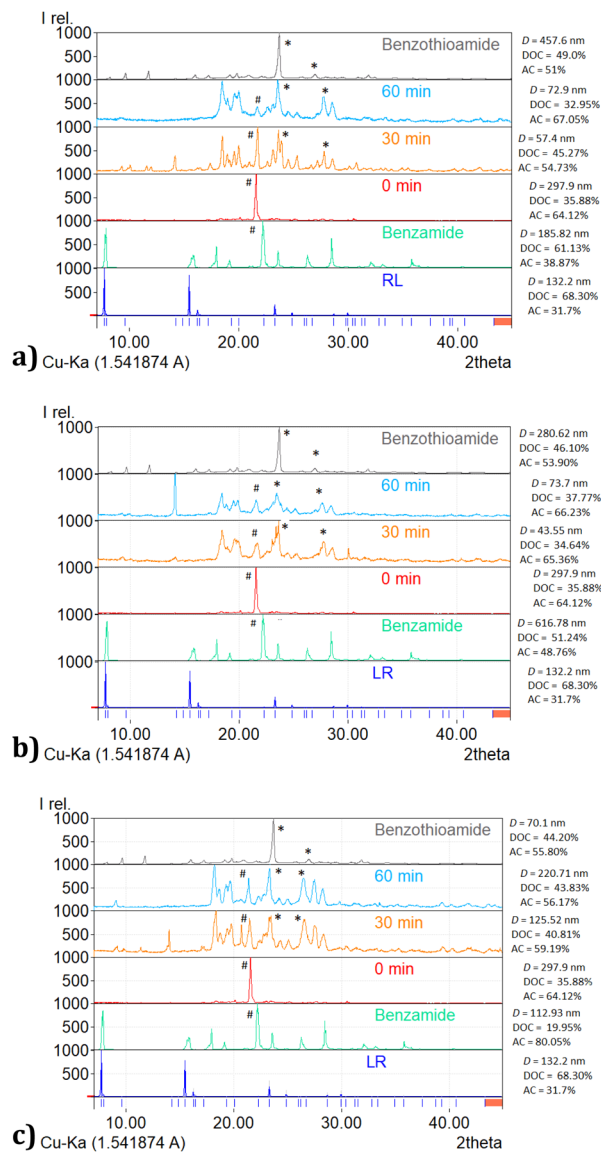 I rel.
1000
Benzothioamide
*
*
D = 457.6 nm
DOC = 49.0%
AC = 51%
500
1000
60 min
#
*
*
D = 72.9 nm
DOC = 32.95%
AC = 67.05%
500
1000
30 min
#
*
*
D = 57.4 nm
DOC = 45.27%
AC = 54.73%
500
1000
0 min
#
D = 297.9 nm
DOC = 35.88%
AC = 64.12%
500
1000
Benzamide
#
D = 185.82 nm
DOC = 61.13%
AC = 38.87%
500
1000
RL
D = 132.2 nm
DOC = 68.30%
AC = 31.7%
500
10.00 20.00 30.00 40.00
a) Cu-Ka (1.541874 A) 2theta
1000
Benzothioamide
*
*
D = 280.62 nm
DOC = 46.10%
AC = 53.90%
1000
60 min
#
*
*
D = 73.7 nm
DOC = 37.77%
AC = 66.23%
1000
30 min
#
*
*
D = 43.55 nm
DOC = 34.64%
AC = 65.36%
1000
0 min
#
D = 297.9 nm
DOC = 35.88%
AC = 64.12%
1000
Benzamide
#
D = 616.78 nm
DOC = 51.24%
AC = 48.76%
1000
LR
D = 132.2 nm
DOC = 68.30%
AC = 31.7%
10.00 20.00 30.00 40.00
b) Cu-Ka (1.541874 A) 2theta
I rel.
1000
Benzothioamide
*
*
D = 70.1 nm
DOC = 44.20%
AC = 55.80%
500
1000
60 min
#
*
*
D = 220.71 nm
DOC = 43.83%
AC = 56.17%
500
1000
30 min
#
*
*
D = 125.52 nm
DOC = 40.81%
AC = 59.19%
500
1000
0 min
#
D = 297.9 nm
DOC = 35.88%
AC = 64.12%
500
1000
Benzamide
#
D = 112.93 nm
DOC = 19.95%
AC = 80.05%
500
1000
LR
D = 132.2 nm
DOC = 68.30%
AC = 31.7%
500
10.00 20.00 30.00 40.00
c) Cu-Ka (1.541874 A) 2theta